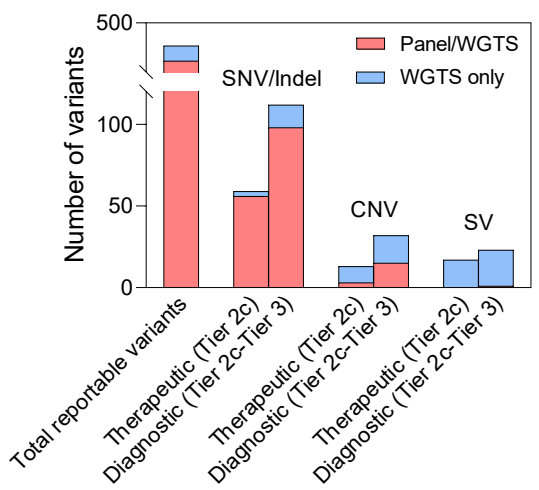 500
Panel/WGTS
WGTS only
SNV/Indel
Number of variants
100
50
0
CNV
SV
Total reportable variants
Therapeutic (Tier 2c)
Diagnostic (Tier 2c-Tier 3)
Therapeutic (Tier 2c)
Diagnostic (Tier 2c-Tier 3)
Therapeutic (Tier 2c)
Diagnostic (Tier 2c-Tier 3)